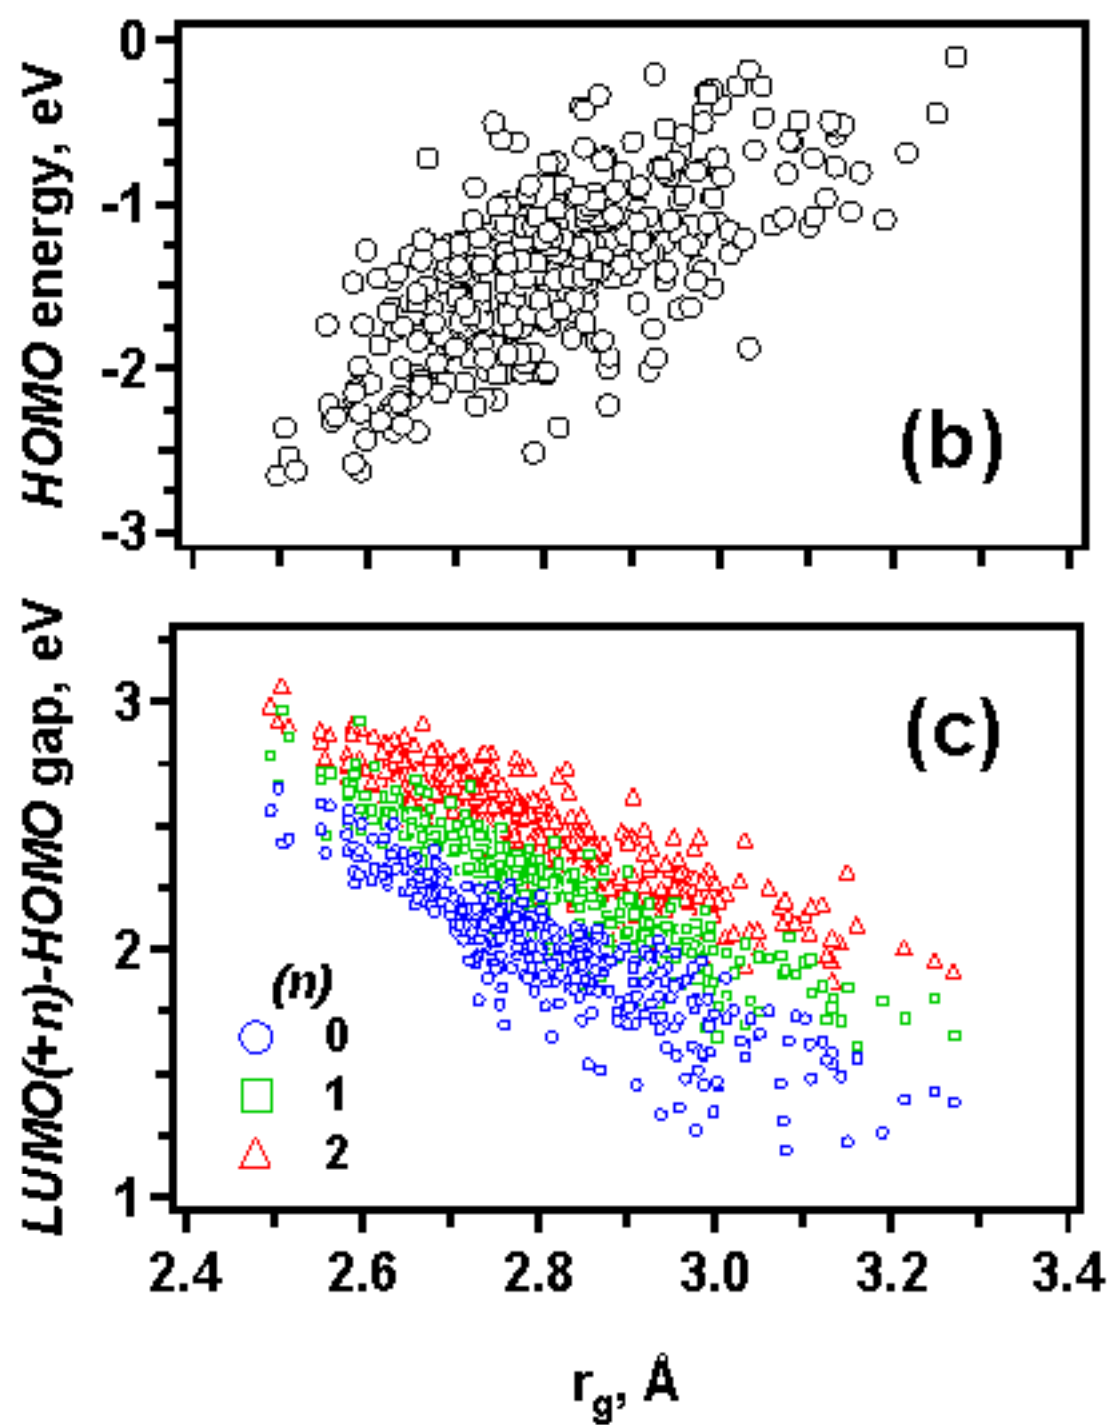 HOMO energy, eV
0
-1
-2
-3
(b)
LUMO(+n)-HOMO gap, eV
3
2
1
(c)
(n)
0
1
2
2.4 2.6 2.8 3.0 3.2 3.4
rg, Å